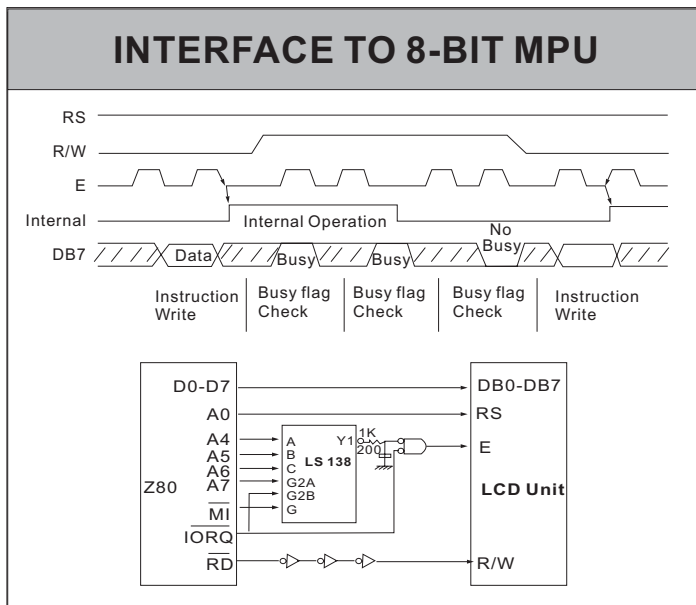 INTERFACE TO 8-BIT MPU
RS
R/W
E
Internal
Internal Operation
No
Busy
DB7
Data
Busy
Busy
Instruction
Write
Busy flag
Check
Busy flag
Check
Busy flag
Check
Instruction
Write
Z80
D0-D7
A0
A4
A5
A6
A7
MI
IORQ
RD
A
B
C
G2A
G2B
G
Y1
LS 138
1K
200
DB0-DB7
RS
E
LCD Unit
R/W